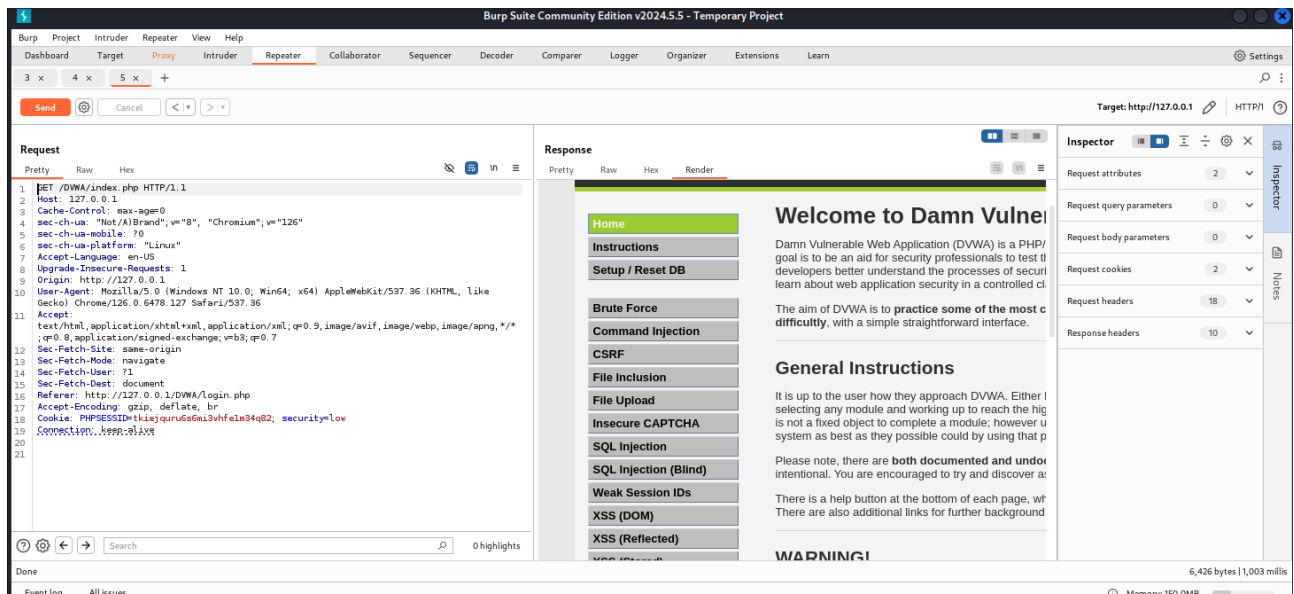 Burp Suite Community Edition v2024.5.5 - Temporary Project
Burp Project Intruder Repeater View Help
Dashboard Target Proxy Intruder Repeater Collaborator Sequencer Decoder Comparer Logger Organizer Extensions Learn Settings
3 × 4 × 5 × +
Send Cancel < > Target: http://127.0.0.1 HTTP/1
Request
Pretty Raw Hex \n
1 GET /DVWA/index.php HTTP/1.1
2 Host: 127.0.0.1
3 Cache-Control: max-age=0
4 sec-ch-ua: "Not/A)Brand";v="8", "Chromium";v="126"
5 sec-ch-ua-mobile: ?0
6 sec-ch-ua-platform: "Linux"
7 Accept-Language: en-US
8 Upgrade-Insecure-Requests: 1
9 Origin: http://127.0.0.1
10 User-Agent: Mozilla/5.0 (Windows NT 10.0; Win64; x64) AppleWebKit/537.36 (KHTML, like
Gecko) Chrome/126.0.6478.127 Safari/537.36
11 Accept:
text/html,application/xhtml+xml,application/xml;q=0.9,image/avif,image/webp,image/apng,*/*
;q=0.8,application/signed-exchange;v=b3;q=0.7
12 Sec-Fetch-Site: same-origin
13 Sec-Fetch-Mode: navigate
14 Sec-Fetch-User: ?1
15 Sec-Fetch-Dest: document
16 Referer: http://127.0.0.1/DVWA/login.php
17 Accept-Encoding: gzip, deflate, br
18 Cookie: PHPSESSID=tkiejquru6s6mi3vhfe1m34q82; security=low
19 Connection: keep-alive
20
21
Search 0 highlights
Response
Pretty Raw Hex Render \n
Home
Instructions
Setup / Reset DB
Brute Force
Command Injection
CSRF
File Inclusion
File Upload
Insecure CAPTCHA
SQL Injection
SQL Injection (Blind)
Weak Session IDs
XSS (DOM)
XSS (Reflected)
XSS (Stored)
Welcome to Damn Vulner
Damn Vulnerable Web Application (DVWA) is a PHP/
goal is to be an aid for security professionals to test th
developers better understand the processes of securi
learn about web application security in a controlled cl
The aim of DVWA is to practice some of the most c
difficultly, with a simple straightforward interface.
General Instructions
It is up to the user how they approach DVWA. Either
selecting any module and working up to reach the hig
is not a fixed object to complete a module; however u
system as best as they possible could by using that p
Please note, there are both documented and undo
intentional. You are encouraged to try and discover a
There is a help button at the bottom of each page, wh
There are also additional links for further background
WARNING!
Inspector
Request attributes 2
Request query parameters 0
Request body parameters 0
Request cookies 2
Request headers 18
Response headers 10
Inspector
Notes
Done 6,426 bytes | 1,003 millis
Event log All issues Memory: 150.0MB